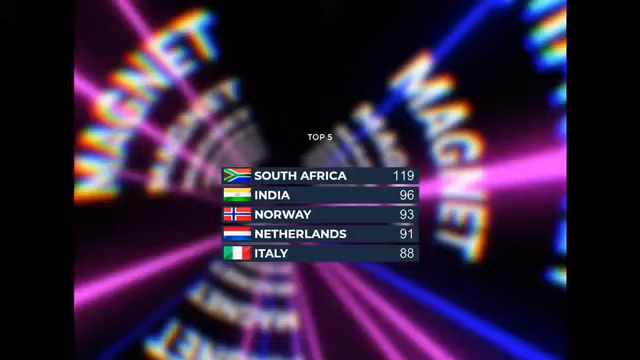 MAGNET
MAGNET
TOP 5
SOUTH AFRICA 119
INDIA 96
NORWAY 93
NETHERLANDS 91
ITALY 88